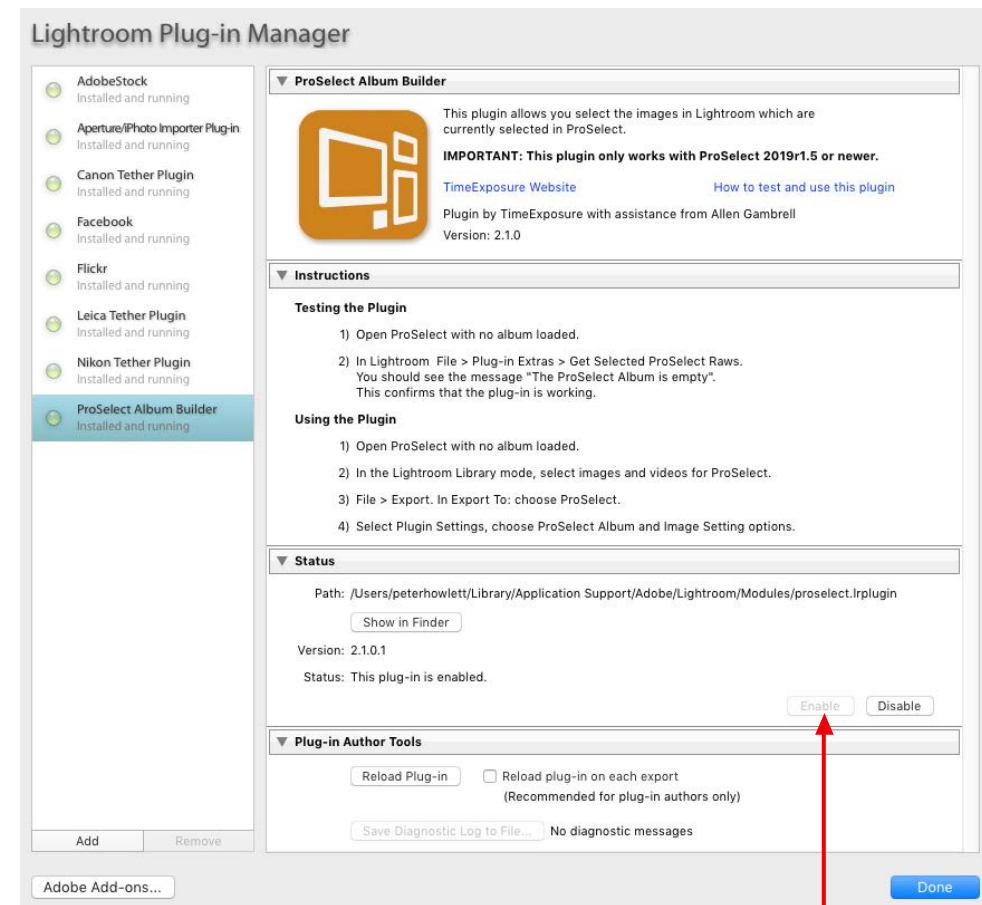 Lightroom Plug-in Manager
AdobeStock
Installed and running
Aperture/iPhoto Importer Plug-in
Installed and running
Canon Tether Plugin
Installed and running
Facebook
Installed and running
Flickr
Installed and running
Leica Tether Plugin
Installed and running
Nikon Tether Plugin
Installed and running
ProSelect Album Builder
Installed and running
Add
Remove
ProSelect Album Builder
This plugin allows you select the images in Lightroom which are
currently selected in ProSelect.
IMPORTANT: This plugin only works with ProSelect 2019r1.5 or newer.
TimeExposure Website
How to test and use this plugin
Plugin by TimeExposure with assistance from Allen Gambrell
Version: 2.1.0
Instructions
Testing the Plugin
1) Open ProSelect with no album loaded.
2) In Lightroom File > Plug-in Extras > Get Selected ProSelect Raws.
You should see the message "The ProSelect Album is empty".
This confirms that the plug-in is working.
Using the Plugin
1) Open ProSelect with no album loaded.
2) In the Lightroom Library mode, select images and videos for ProSelect.
3) File > Export. In Export To: choose ProSelect.
4) Select Plugin Settings, choose ProSelect Album and Image Setting options.
Status
Path: /Users/peterhowlett/Library/Application Support/Adobe/Lightroom/Modules/proselect.lrplugin
Show in Finder
Version: 2.1.0.1
Status: This plug-in is enabled.
Enable
Disable
Plug-in Author Tools
Reload Plug-in
Reload plug-in on each export
(Recommended for plug-in authors only)
Save Diagnostic Log to File...
No diagnostic messages
Adobe Add-ons...
Done